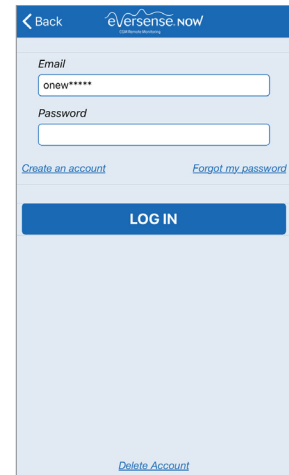 Back
eversense. NOW
CGM Remote Monitoring
Email
onew*****
Password
Create an account
Forgot my password
LOG IN
Delete Account